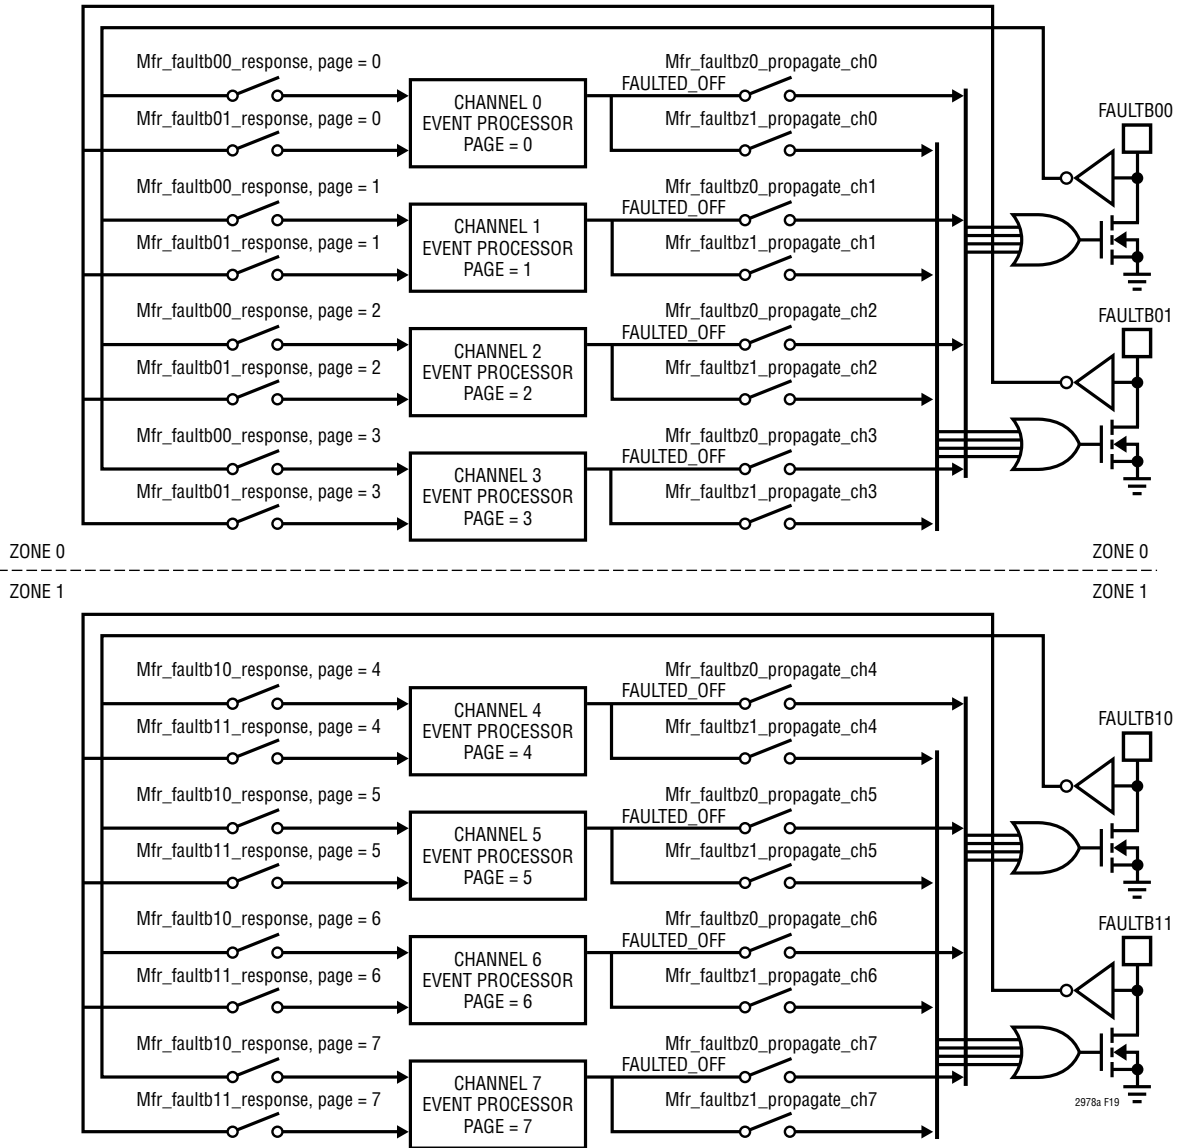 Mfr_faultb00_response, page = 0
Mfr_faultbz0_propagate_ch0
FAULTED_OFF
CHANNEL 0
EVENT PROCESSOR
PAGE = 0
FAULTB00
Mfr_faultb01_response, page = 0
Mfr_faultbz1_propagate_ch0
Mfr_faultb00_response, page = 1
Mfr_faultbz0_propagate_ch1
FAULTED_OFF
CHANNEL 1
EVENT PROCESSOR
PAGE = 1
Mfr_faultb01_response, page = 1
Mfr_faultbz1_propagate_ch1
Mfr_faultb00_response, page = 2
Mfr_faultbz0_propagate_ch2
FAULTB01
FAULTED_OFF
CHANNEL 2
EVENT PROCESSOR
PAGE = 2
Mfr_faultb01_response, page = 2
Mfr_faultbz1_propagate_ch2
Mfr_faultb00_response, page = 3
Mfr_faultbz0_propagate_ch3
FAULTED_OFF
CHANNEL 3
EVENT PROCESSOR
PAGE = 3
Mfr_faultb01_response, page = 3
Mfr_faultbz1_propagate_ch3
ZONE 0
ZONE 0
ZONE 1
ZONE 1
Mfr_faultb10_response, page = 4
Mfr_faultbz0_propagate_ch4
FAULTED_OFF
CHANNEL 4
EVENT PROCESSOR
PAGE = 4
FAULTB10
Mfr_faultb11_response, page = 4
Mfr_faultbz1_propagate_ch4
Mfr_faultb10_response, page = 5
Mfr_faultbz0_propagate_ch5
FAULTED_OFF
CHANNEL 5
EVENT PROCESSOR
PAGE = 5
Mfr_faultb11_response, page = 5
Mfr_faultbz1_propagate_ch5
Mfr_faultb10_response, page = 6
Mfr_faultbz0_propagate_ch6
FAULTB11
FAULTED_OFF
CHANNEL 6
EVENT PROCESSOR
PAGE = 6
Mfr_faultb11_response, page = 6
Mfr_faultbz1_propagate_ch6
Mfr_faultb10_response, page = 7
Mfr_faultbz0_propagate_ch7
FAULTED_OFF
CHANNEL 7
EVENT PROCESSOR
PAGE = 7
Mfr_faultb11_response, page = 7
Mfr_faultbz1_propagate_ch7
2978a F19